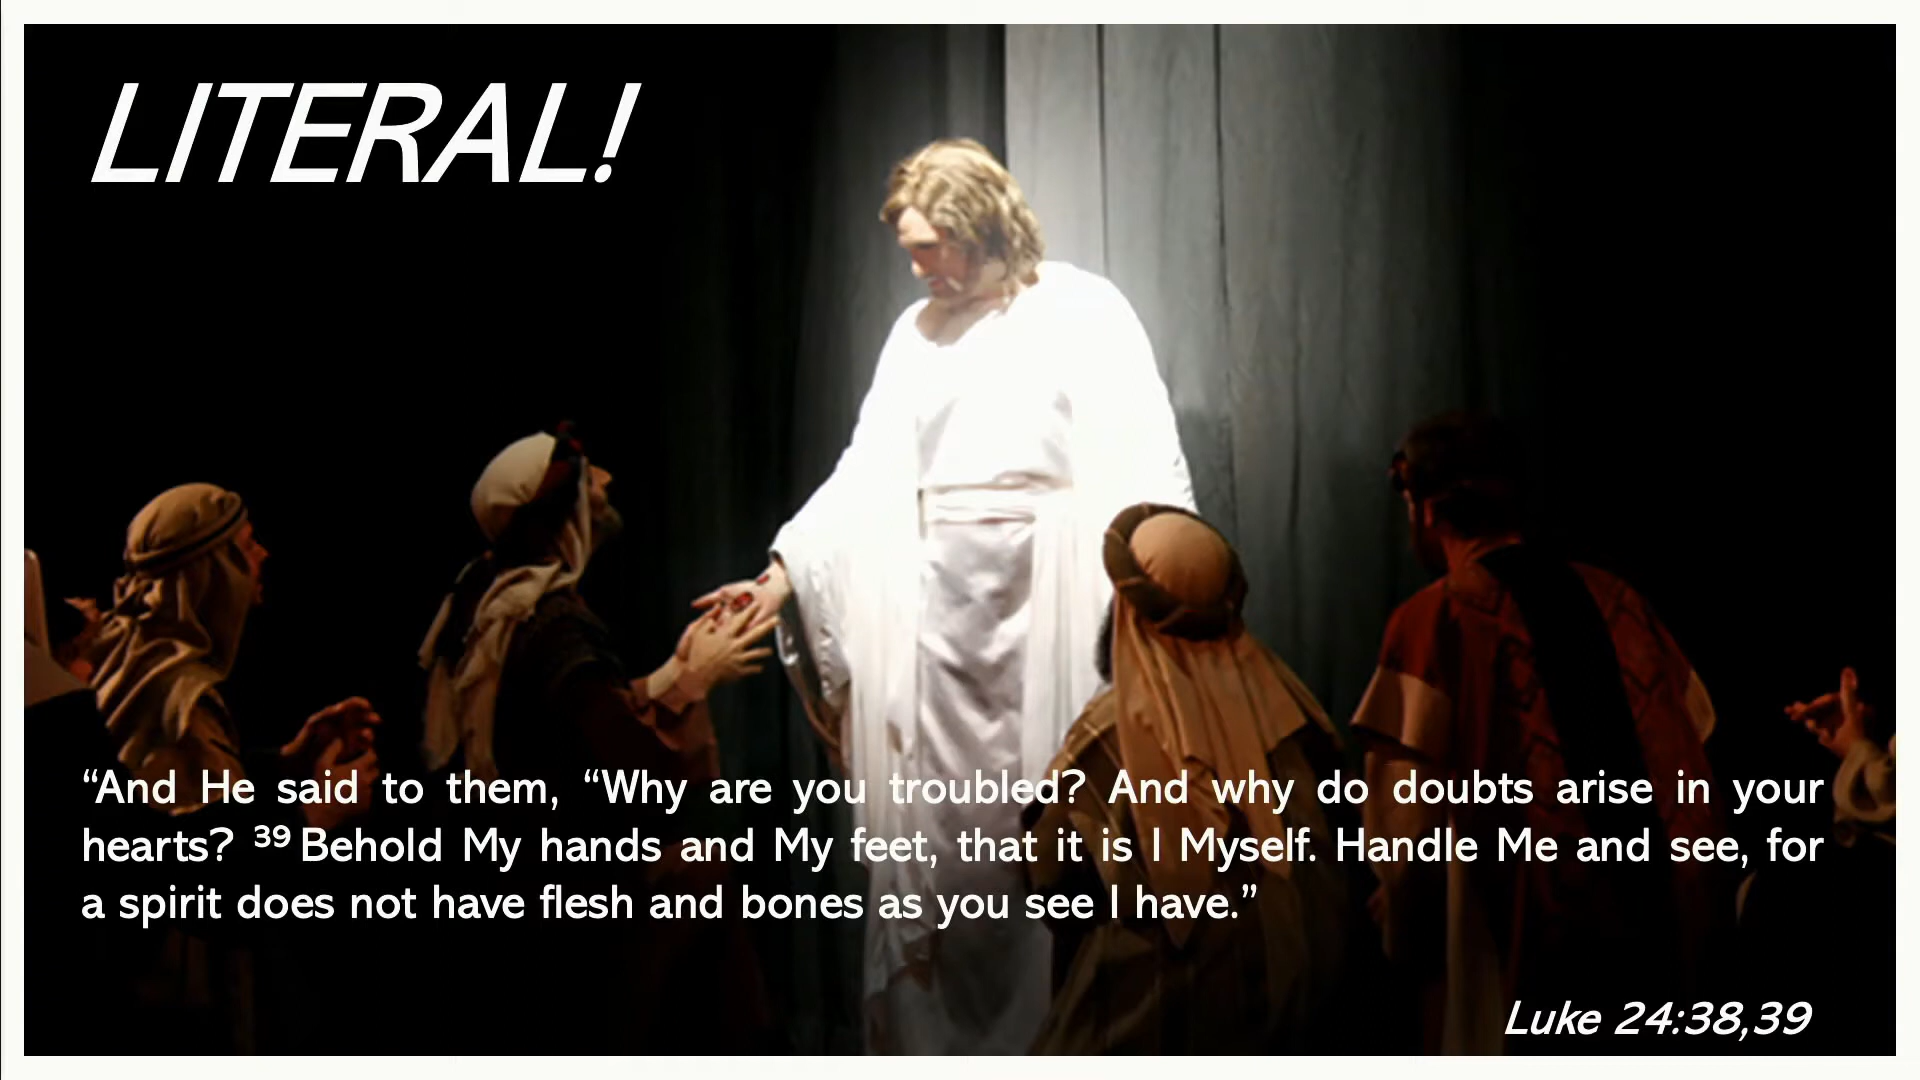 LITERAL!
“And He said to them, “Why are you troubled? And why do doubts arise in your
hearts? ³⁹ Behold My hands and My feet, that it is I Myself. Handle Me and see, for
a spirit does not have flesh and bones as you see I have.”
Luke 24:38,39